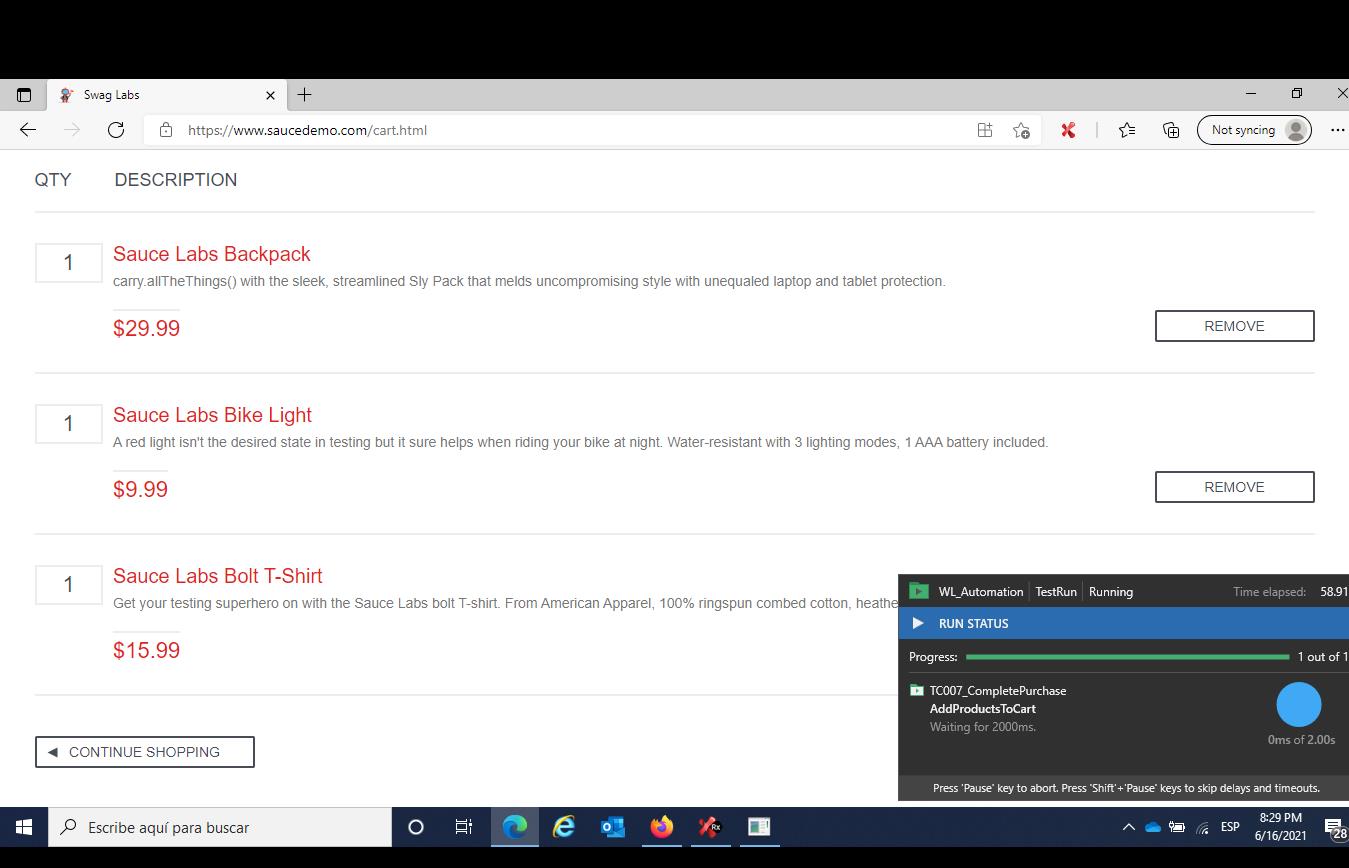 Swag Labs
https://www.saucedemo.com/cart.html
Not syncing
QTY DESCRIPTION
1 Sauce Labs Backpack
carry.allTheThings() with the sleek, streamlined Sly Pack that melds uncompromising style with unequaled laptop and tablet protection.
$29.99 REMOVE
1 Sauce Labs Bike Light
A red light isn't the desired state in testing but it sure helps when riding your bike at night. Water-resistant with 3 lighting modes, 1 AAA battery included.
$9.99 REMOVE
1 Sauce Labs Bolt T-Shirt
Get your testing superhero on with the Sauce Labs bolt T-shirt. From American Apparel, 100% ringspun combed cotton, heathe
$15.99
CONTINUE SHOPPING
WL_Automation TestRun Running Time elapsed: 58.91
RUN STATUS
Progress: 1 out of 1
TC007_CompletePurchase
AddProductsToCart
Waiting for 2000ms.
0ms of 2.00s
Press 'Pause' key to abort. Press 'Shift'+'Pause' keys to skip delays and timeouts.
Escribe aquí para buscar
Rx
ESP
8:29 PM
6/16/2021
28